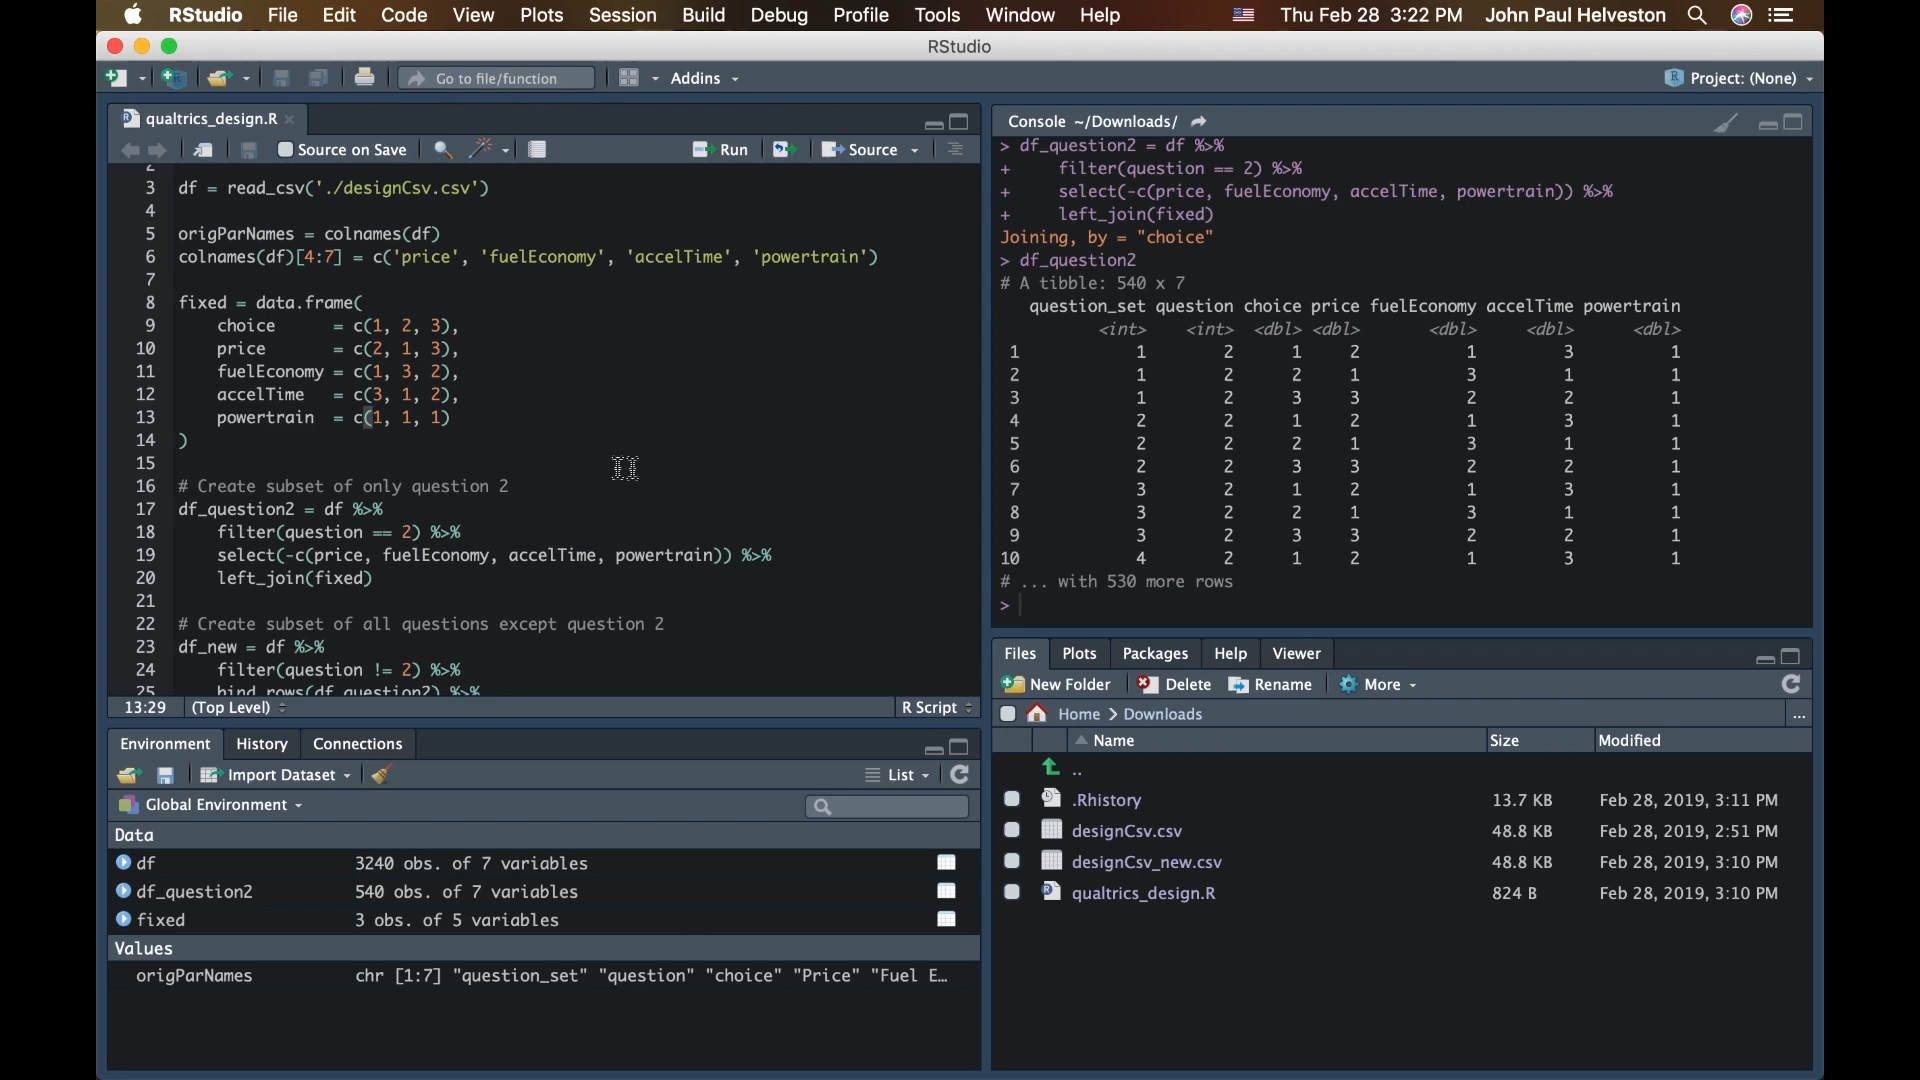 RStudio File Edit Code View Plots Session Build Debug Profile Tools Window Help Thu Feb 28 3:22 PM John Paul Helveston
RStudio
Go to file/function Addins Project: (None)
qualtrics_design.R
Source on Save Run Source
2
3 df = read_csv('./designCsv.csv')
4
5 origParNames = colnames(df)
6 colnames(df)[4:7] = c('price', 'fuelEconomy', 'accelTime', 'powertrain')
7
8 fixed = data.frame(
9 choice = c(1, 2, 3),
10 price = c(2, 1, 3),
11 fuelEconomy = c(1, 3, 2),
12 accelTime = c(3, 1, 2),
13 powertrain = c(1, 1, 1)
14 )
15
16 # Create subset of only question 2
17 df_question2 = df %>%
18 filter(question == 2) %>%
19 select(-c(price, fuelEconomy, accelTime, powertrain)) %>%
20 left_join(fixed)
21
22 # Create subset of all questions except question 2
23 df_new = df %>%
24 filter(question != 2) %>%
25 bind_rows(df_question2) %>%
13:29 (Top Level) R Script
Console ~/Downloads/
> df_question2 = df %>%
+ filter(question == 2) %>%
+ select(-c(price, fuelEconomy, accelTime, powertrain)) %>%
+ left_join(fixed)
Joining, by = "choice"
> df_question2
# A tibble: 540 x 7
question_set question choice price fuelEconomy accelTime powertrain
<int> <int> <dbl> <dbl> <dbl> <dbl> <dbl>
1 1 2 1 2 1 3 1
2 1 2 2 1 3 1 1
3 1 2 3 3 2 2 1
4 2 2 1 2 1 3 1
5 2 2 2 1 3 1 1
6 2 2 3 3 2 2 1
7 3 2 1 2 1 3 1
8 3 2 2 1 3 1 1
9 3 2 3 3 2 2 1
10 4 2 1 2 1 3 1
# ... with 530 more rows
>
Environment History Connections
Import Dataset List
Global Environment
Data
df 3240 obs. of 7 variables
df_question2 540 obs. of 7 variables
fixed 3 obs. of 5 variables
Values
origParNames chr [1:7] "question_set" "question" "choice" "Price" "Fuel E…
Files Plots Packages Help Viewer
New Folder Delete Rename More
Home Downloads ...
Name Size Modified
..
.Rhistory 13.7 KB Feb 28, 2019, 3:11 PM
designCsv.csv 48.8 KB Feb 28, 2019, 2:51 PM
designCsv_new.csv 48.8 KB Feb 28, 2019, 3:10 PM
qualtrics_design.R 824 B Feb 28, 2019, 3:10 PM